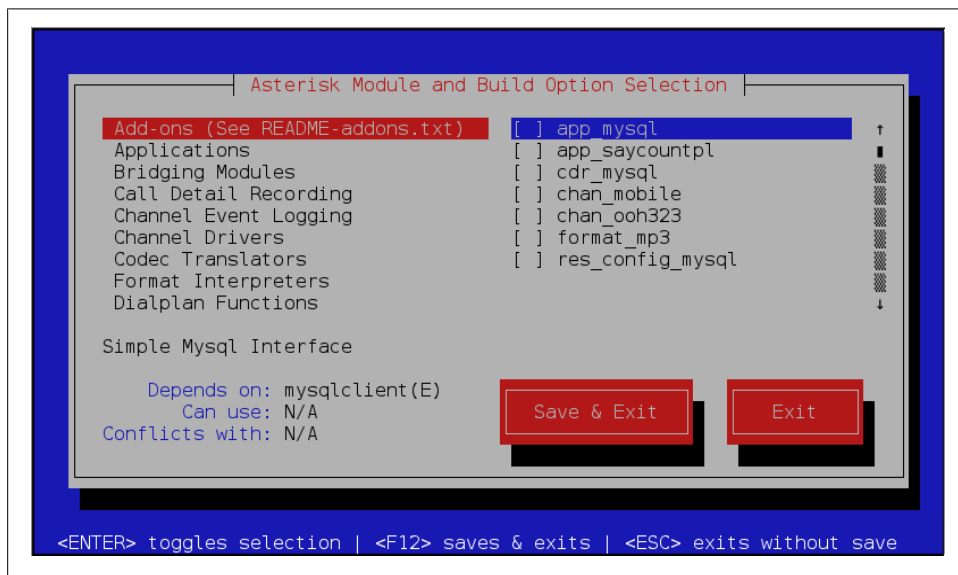 Asterisk Module and Build Option Selection
Add-ons (See README-addons.txt) [ ] app_mysql
Applications [ ] app_saycountpl
Bridging Modules [ ] cdr_mysql
Call Detail Recording [ ] chan_mobile
Channel Event Logging [ ] chan_ooh323
Channel Drivers [ ] format_mp3
Codec Translators [ ] res_config_mysql
Format Interpreters
Dialplan Functions
Simple Mysql Interface
Depends on: mysqlclient(E)
Can use: N/A
Conflicts with: N/A
Save & Exit Exit
<ENTER> toggles selection | <F12> saves & exits | <ESC> exits without save